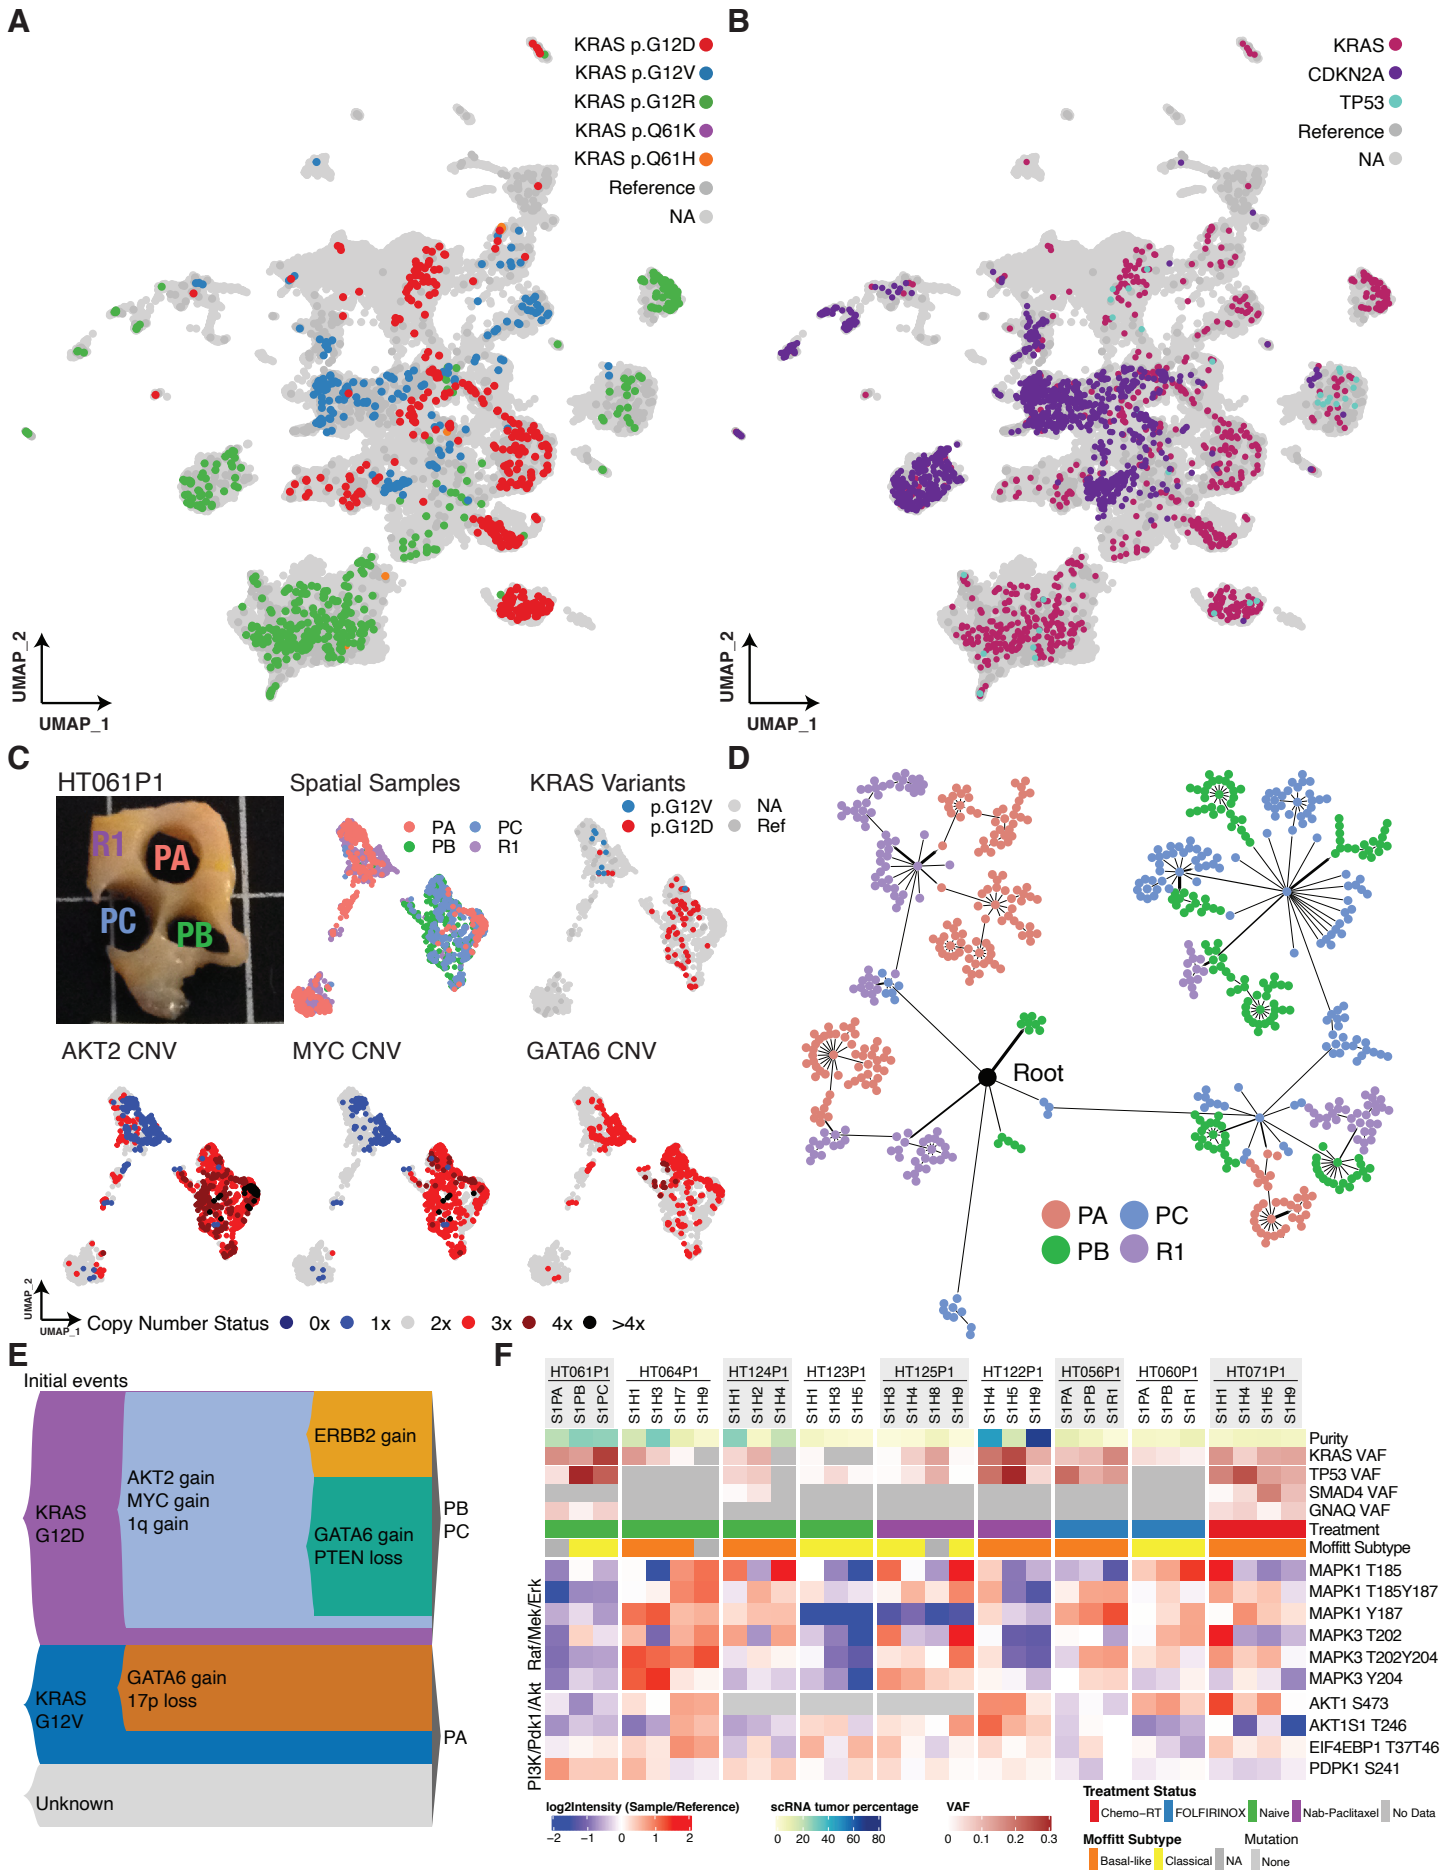 A
KRAS p.G12D
KRAS p.G12V
KRAS p.G12R
KRAS p.Q61K
KRAS p.Q61H
Reference
NA
UMAP_2
UMAP_1
B
KRAS
CDKN2A
TP53
Reference
NA
UMAP_2
UMAP_1
C
HT061P1
R1
PA
PC
PB
Spatial Samples
PA
PC
PB
R1
KRAS Variants
p.G12V
NA
p.G12D
Ref
AKT2 CNV
MYC CNV
GATA6 CNV
UMAP_2
UMAP_1
Copy Number Status
0x
1x
2x
3x
4x
>4x
D
Root
PA
PC
PB
R1
E
Initial events
KRAS
G12D
AKT2 gain
MYC gain
1q gain
ERBB2 gain
GATA6 gain
PTEN loss
PB
PC
KRAS
G12V
GATA6 gain
17p loss
PA
Unknown
F
HT061P1 HT064P1 HT124P1 HT123P1 HT125P1 HT122P1 HT056P1 HT060P1 HT071P1
S1PA S1PB S1PC S1H1 S1H3 S1H7 S1H9 S1H1 S1H2 S1H4 S1H1 S1H3 S1H5 S1H3 S1H4 S1H8 S1H9 S1H4 S1H5 S1H9 S1PA S1PB S1R1 S1PA S1PB S1R1 S1H1 S1H4 S1H5 S1H9
Purity
KRAS VAF
TP53 VAF
SMAD4 VAF
GNAQ VAF
Treatment
Moffitt Subtype
Raf/Mek/Erk
MAPK1 T185
MAPK1 T185Y187
MAPK1 Y187
MAPK3 T202
MAPK3 T202Y204
MAPK3 Y204
PI3K/Pdk1/Akt
AKT1 S473
AKT1S1 T246
EIF4EBP1 T37T46
PDPK1 S241
log2Intensity (Sample/Reference)
−2 −1 0 1 2
scRNA tumor percentage
0 20 40 60 80
VAF
0 0.1 0.2 0.3
Treatment Status
Chemo−RT FOLFIRINOX Naive Nab−Paclitaxel No Data
Moffitt Subtype
Basal−like Classical NA
Mutation
None